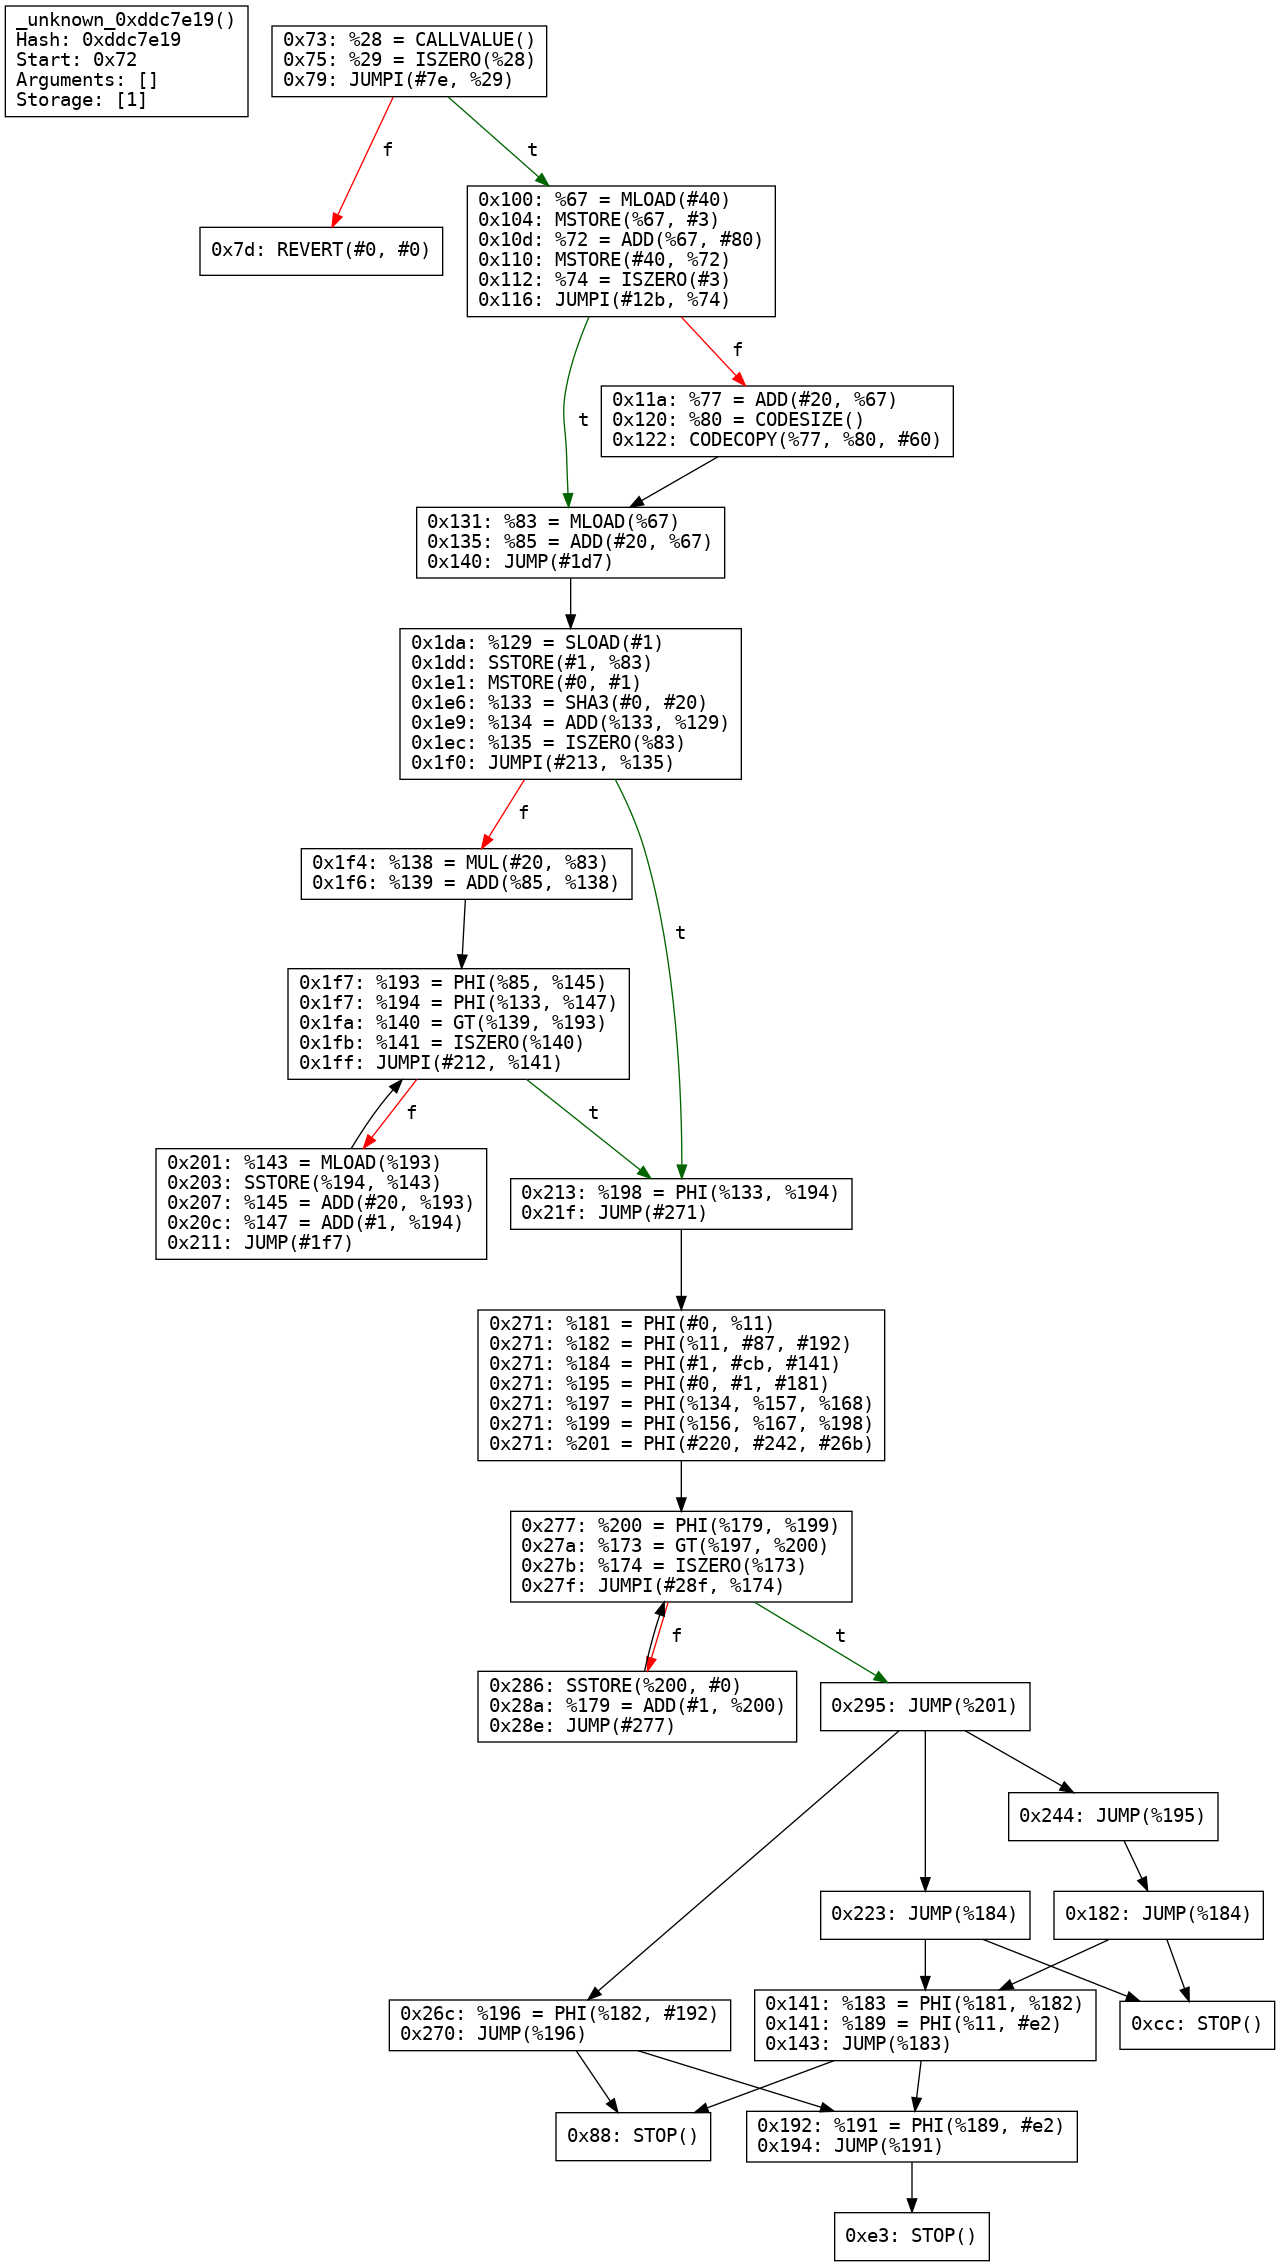 _unknown_0xddc7e19()
Hash: 0xddc7e19
Start: 0x72
Arguments: []
Storage: [1]
0x73: %28 = CALLVALUE()
0x75: %29 = ISZERO(%28)
0x79: JUMPI(#7e, %29)
f
t
0x7d: REVERT(#0, #0)
0x100: %67 = MLOAD(#40)
0x104: MSTORE(%67, #3)
0x10d: %72 = ADD(%67, #80)
0x110: MSTORE(#40, %72)
0x112: %74 = ISZERO(#3)
0x116: JUMPI(#12b, %74)
f
t
0x11a: %77 = ADD(#20, %67)
0x120: %80 = CODESIZE()
0x122: CODECOPY(%77, %80, #60)
0x131: %83 = MLOAD(%67)
0x135: %85 = ADD(#20, %67)
0x140: JUMP(#1d7)
0x1da: %129 = SLOAD(#1)
0x1dd: SSTORE(#1, %83)
0x1e1: MSTORE(#0, #1)
0x1e6: %133 = SHA3(#0, #20)
0x1e9: %134 = ADD(%133, %129)
0x1ec: %135 = ISZERO(%83)
0x1f0: JUMPI(#213, %135)
f
t
0x1f4: %138 = MUL(#20, %83)
0x1f6: %139 = ADD(%85, %138)
0x1f7: %193 = PHI(%85, %145)
0x1f7: %194 = PHI(%133, %147)
0x1fa: %140 = GT(%139, %193)
0x1fb: %141 = ISZERO(%140)
0x1ff: JUMPI(#212, %141)
f
t
0x201: %143 = MLOAD(%193)
0x203: SSTORE(%194, %143)
0x207: %145 = ADD(#20, %193)
0x20c: %147 = ADD(#1, %194)
0x211: JUMP(#1f7)
0x213: %198 = PHI(%133, %194)
0x21f: JUMP(#271)
0x271: %181 = PHI(#0, %11)
0x271: %182 = PHI(%11, #87, #192)
0x271: %184 = PHI(#1, #cb, #141)
0x271: %195 = PHI(#0, #1, #181)
0x271: %197 = PHI(%134, %157, %168)
0x271: %199 = PHI(%156, %167, %198)
0x271: %201 = PHI(#220, #242, #26b)
0x277: %200 = PHI(%179, %199)
0x27a: %173 = GT(%197, %200)
0x27b: %174 = ISZERO(%173)
0x27f: JUMPI(#28f, %174)
f
t
0x286: SSTORE(%200, #0)
0x28a: %179 = ADD(#1, %200)
0x28e: JUMP(#277)
0x295: JUMP(%201)
0x244: JUMP(%195)
0x223: JUMP(%184)
0x182: JUMP(%184)
0x26c: %196 = PHI(%182, #192)
0x270: JUMP(%196)
0x141: %183 = PHI(%181, %182)
0x141: %189 = PHI(%11, #e2)
0x143: JUMP(%183)
0xcc: STOP()
0x88: STOP()
0x192: %191 = PHI(%189, #e2)
0x194: JUMP(%191)
0xe3: STOP()